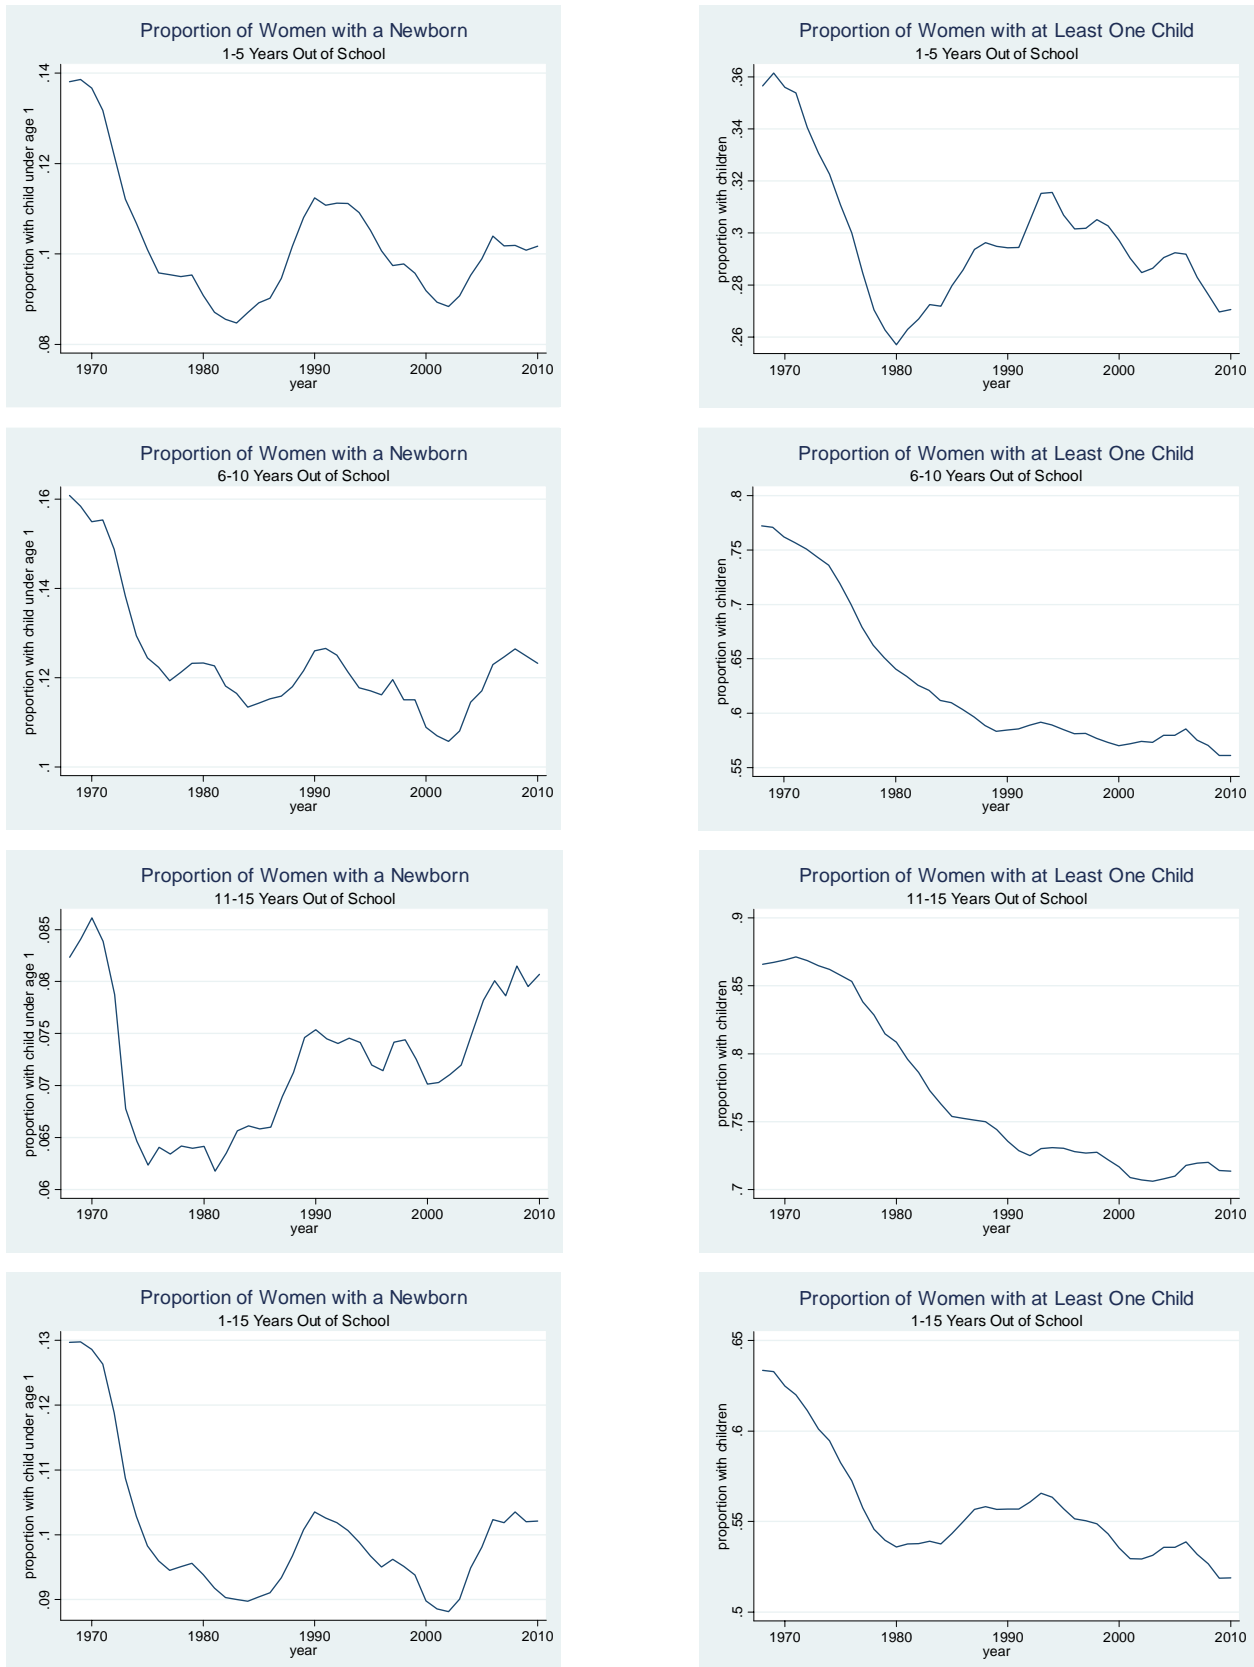 Proportion of Women with a Newborn
1-5 Years Out of School
proportion with child under age 1
.14
.12
.1
.08
1970 1980 1990 2000 2010
year
Proportion of Women with at Least One Child
1-5 Years Out of School
proportion with children
.36
.34
.32
.3
.28
.26
1970 1980 1990 2000 2010
year
Proportion of Women with a Newborn
6-10 Years Out of School
proportion with child under age 1
.16
.14
.12
.1
1970 1980 1990 2000 2010
year
Proportion of Women with at Least One Child
6-10 Years Out of School
proportion with children
.8
.75
.7
.65
.6
.55
1970 1980 1990 2000 2010
year
Proportion of Women with a Newborn
11-15 Years Out of School
proportion with child under age 1
.085
.08
.075
.07
.065
.06
1970 1980 1990 2000 2010
year
Proportion of Women with at Least One Child
11-15 Years Out of School
proportion with children
.9
.85
.8
.75
.7
1970 1980 1990 2000 2010
year
Proportion of Women with a Newborn
1-15 Years Out of School
proportion with child under age 1
.13
.12
.11
.1
.09
1970 1980 1990 2000 2010
year
Proportion of Women with at Least One Child
1-15 Years Out of School
proportion with children
.65
.6
.55
.5
1970 1980 1990 2000 2010
year